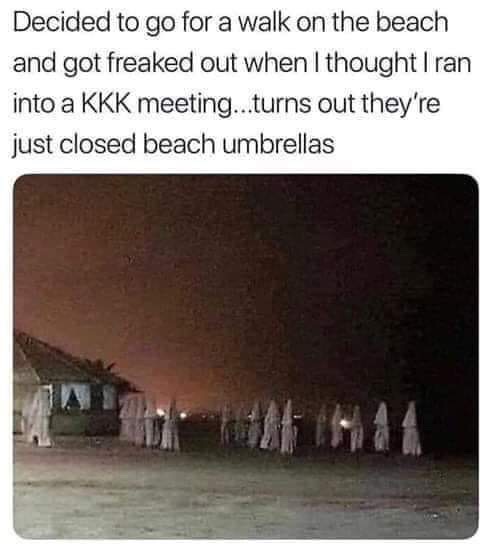 Decided to go for a walk on the beach
and got freaked out when I thought I ran
into a KKK meeting...turns out they're
just closed beach umbrellas